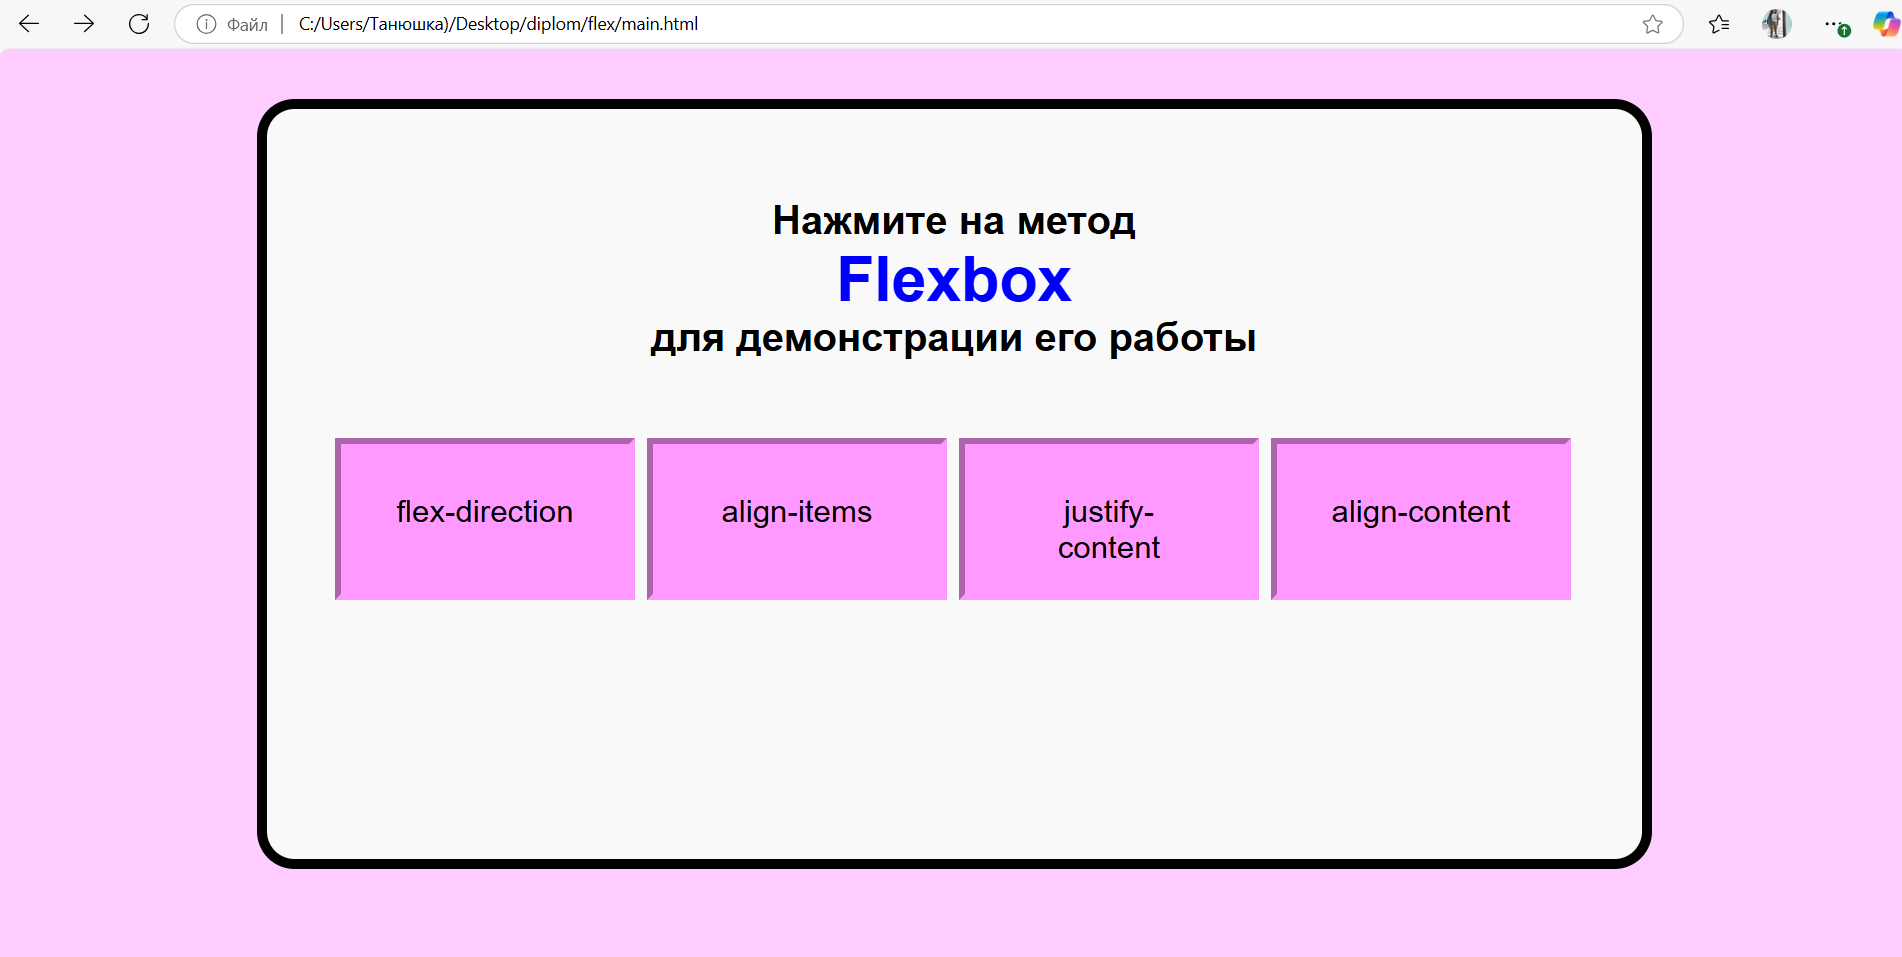 Файл C:/Users/Танюшка)/Desktop/diplom/flex/main.html
Нажмите на метод
Flexbox
для демонстрации его работы
flex-direction
align-items
justify-
content
align-content